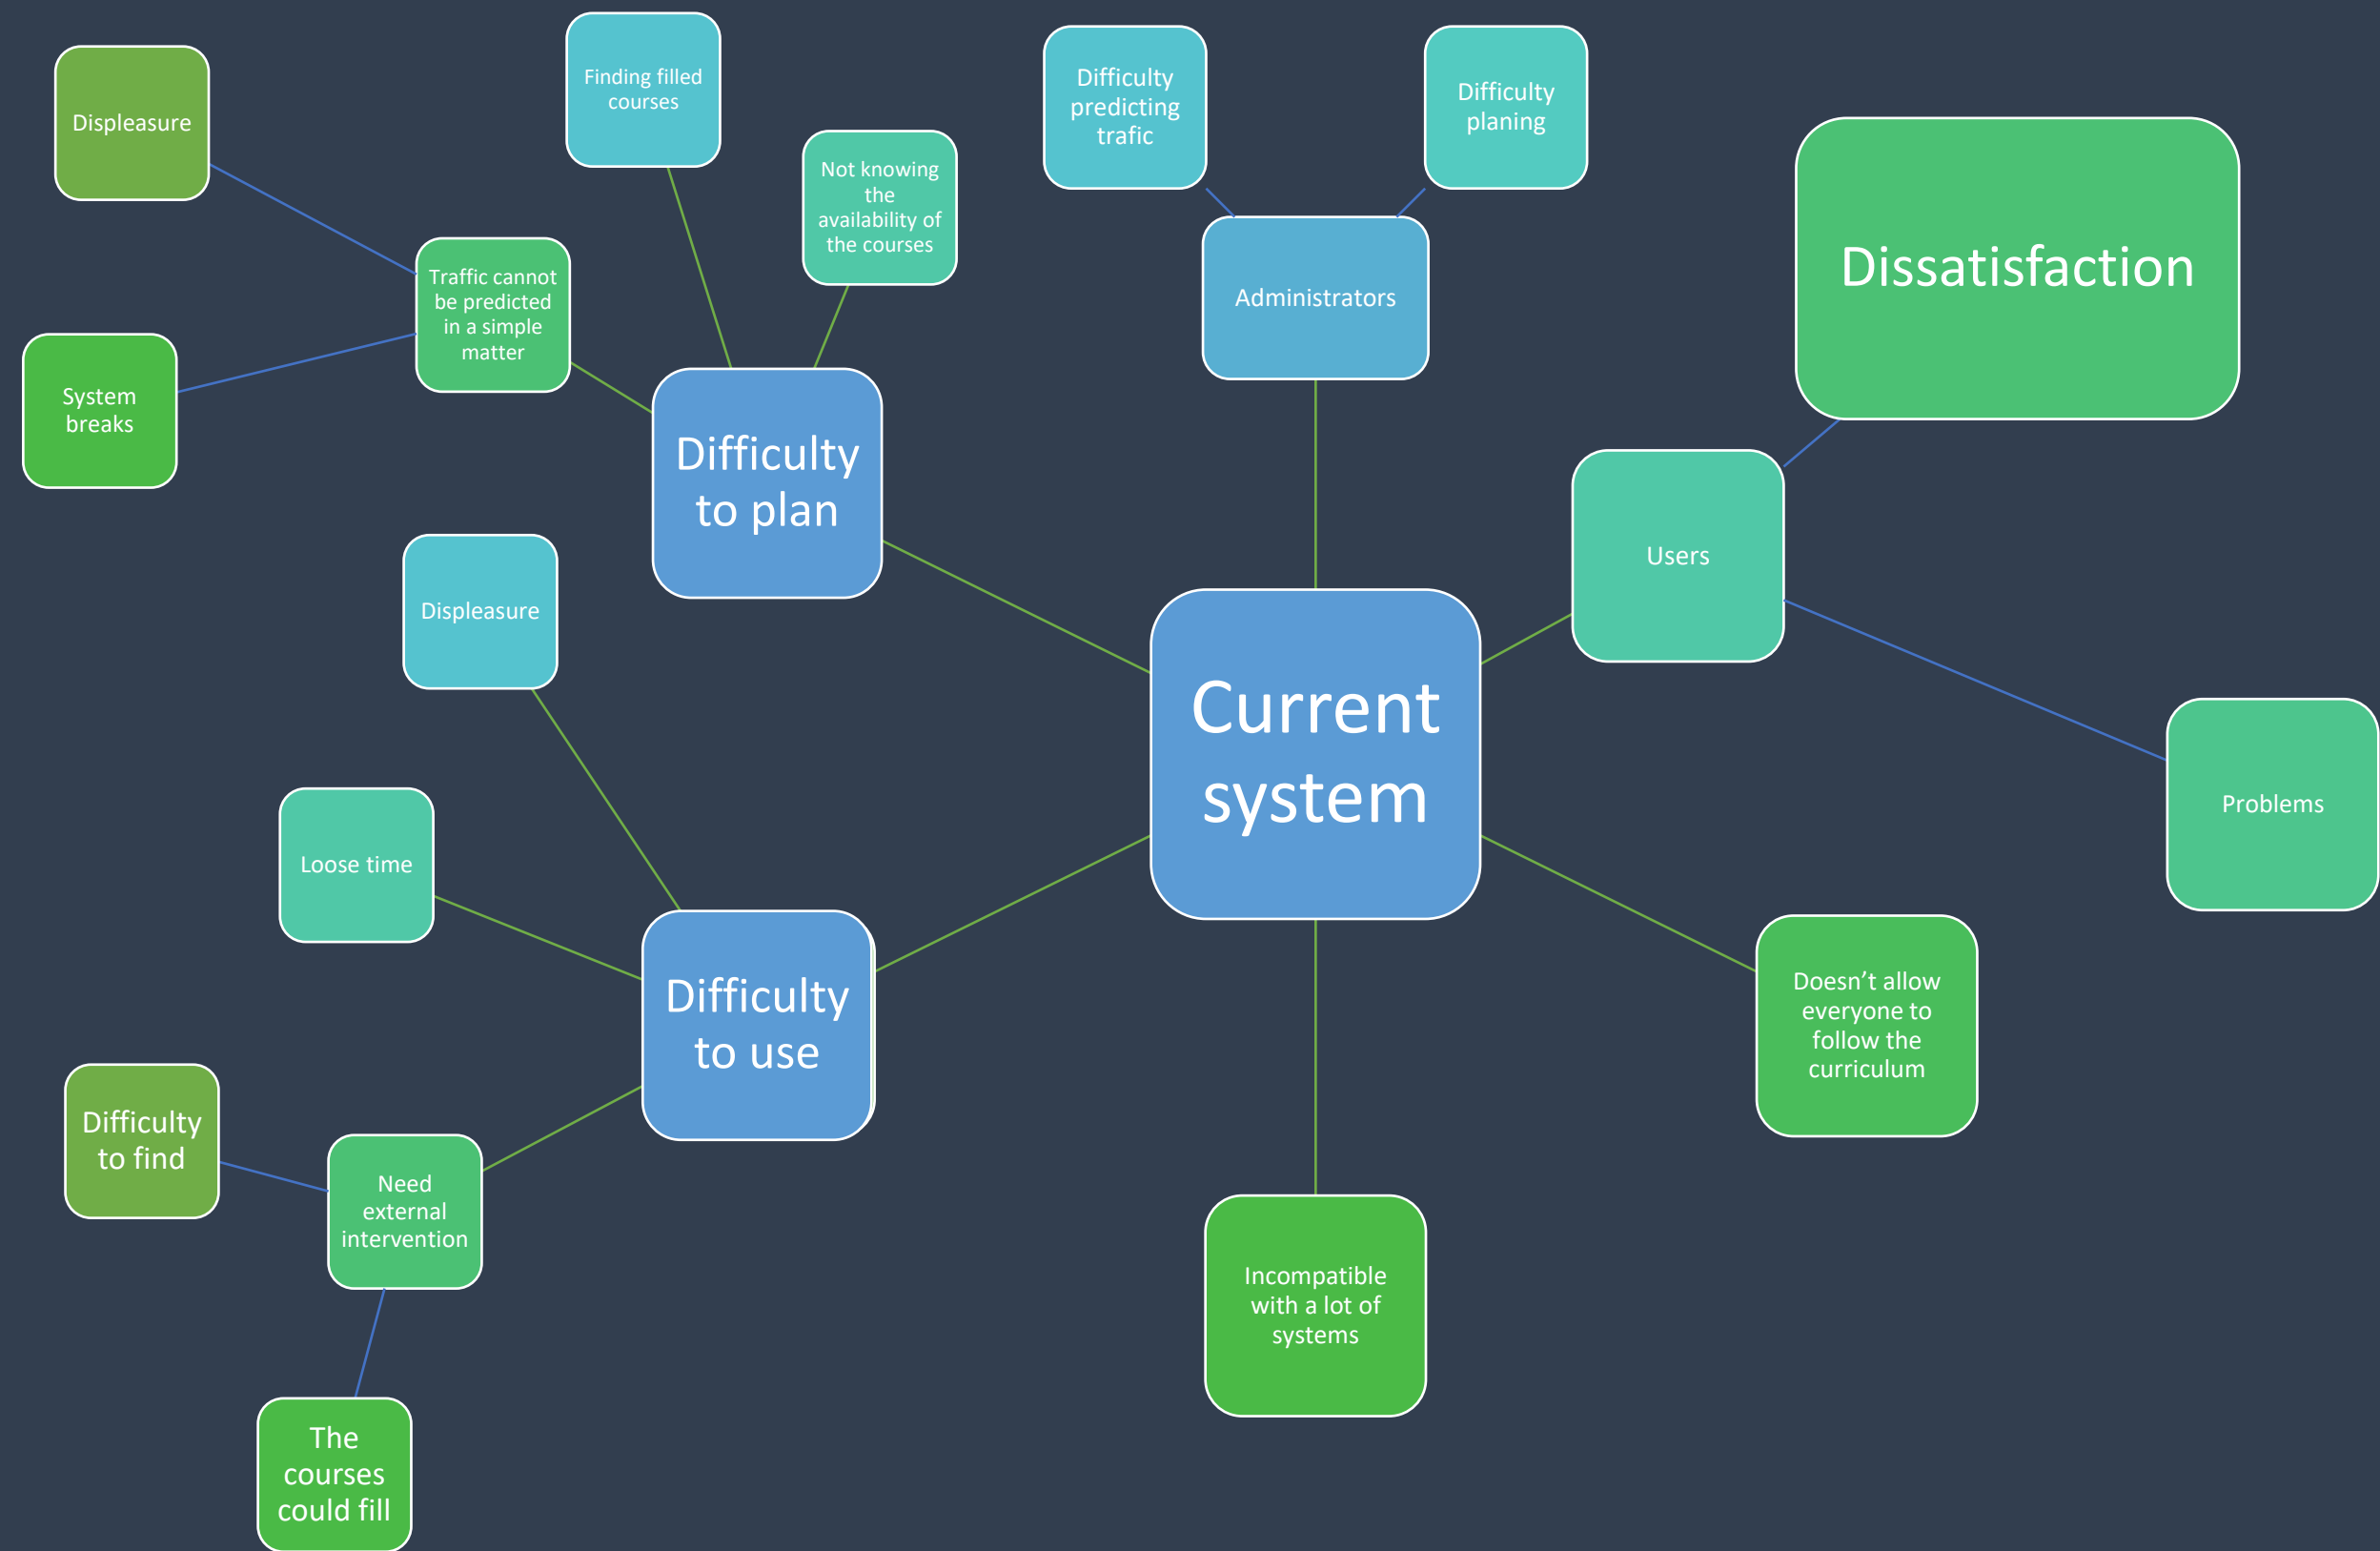 Finding filled
courses
Difficulty
predicting
trafic
Difficulty
planing
Displeasure
Not knowing
the
availability of
the courses
Dissatisfaction
Traffic cannot
be predicted
in a simple
matter
Administrators
System
breaks
Difficulty
to plan
Users
Displeasure
Current
system
Problems
Loose time
Difficulty
to use
Doesn’t allow
everyone to
follow the
curriculum
Difficulty
to find
Need
external
intervention
Incompatible
with a lot of
systems
The
courses
could fill